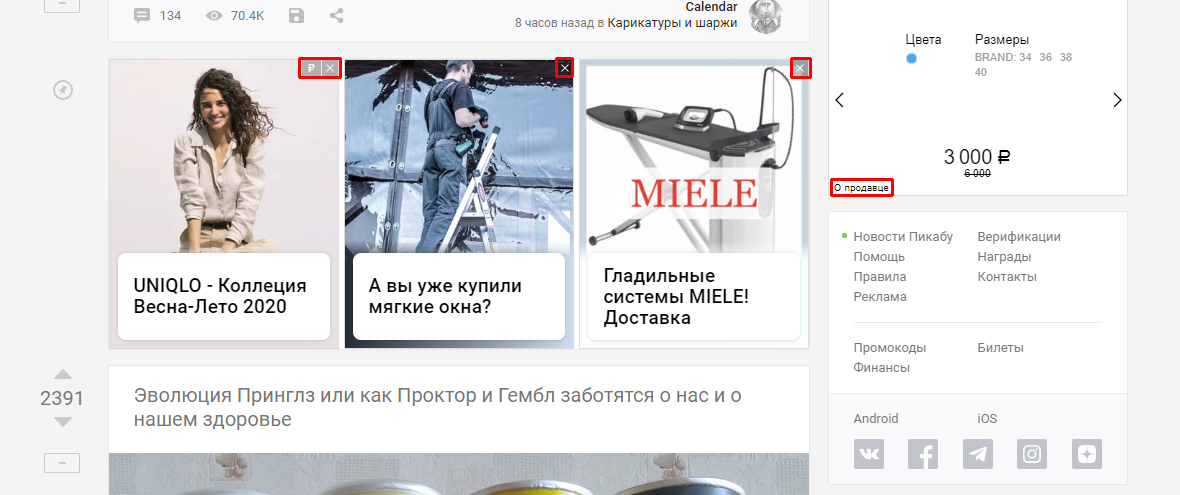 134
70.4K
Calendar
8 часов назад в Карикатуры и шаржи
₽
MIELE
UNIQLO - Коллеция
Весна-Лето 2020
А вы уже купили
мягкие окна?
Гладильные
системы MIELE!
Доставка
2391
Эволюция Принглз или как Проктор и Гембл заботятся о нас и о
нашем здоровье
Цвета
Размеры
BRAND: 34 36 38
40
3 000 ₽
6 000
О продавце
Новости Пикабу
Верификации
Помощь
Награды
Правила
Контакты
Реклама
Промокоды
Билеты
Финансы
Android
iOS